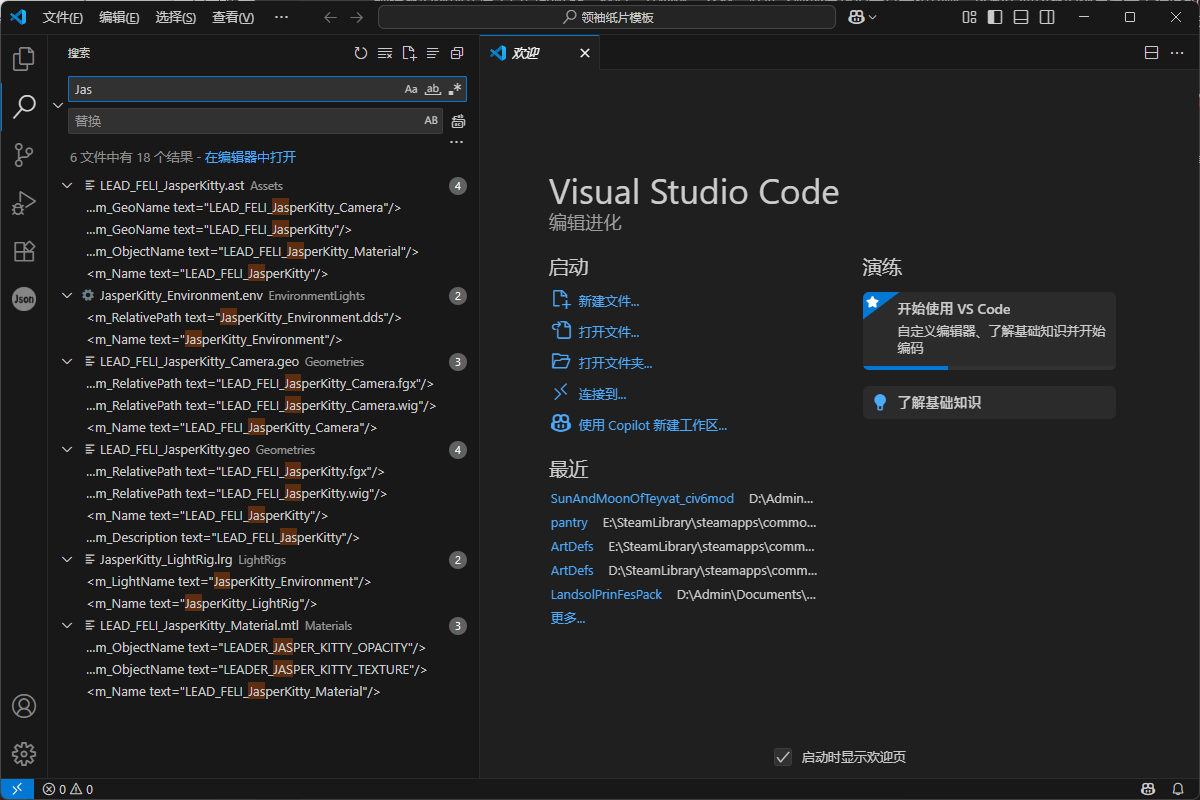 文件(F) 编辑(E) 选择(S) 查看(V) ··· 领袖纸片模板
搜索
Jas Aa ab .*
替换 AB
6 文件中有 18 个结果 - 在编辑器中打开
LEAD_FELI_JasperKitty.ast Assets 4
...m_GeoName text="LEAD_FELI_JasperKitty_Camera"/>
...m_GeoName text="LEAD_FELI_JasperKitty"/>
...m_ObjectName text="LEAD_FELI_JasperKitty_Material"/>
<m_Name text="LEAD_FELI_JasperKitty"/>
JasperKitty_Environment.env EnvironmentLights 2
<m_RelativePath text="JasperKitty_Environment.dds"/>
<m_Name text="JasperKitty_Environment"/>
LEAD_FELI_JasperKitty_Camera.geo Geometries 3
...m_RelativePath text="LEAD_FELI_JasperKitty_Camera.fgx"/>
...m_RelativePath text="LEAD_FELI_JasperKitty_Camera.wig"/>
<m_Name text="LEAD_FELI_JasperKitty_Camera"/>
LEAD_FELI_JasperKitty.geo Geometries 4
...m_RelativePath text="LEAD_FELI_JasperKitty.fgx"/>
...m_RelativePath text="LEAD_FELI_JasperKitty.wig"/>
<m_Name text="LEAD_FELI_JasperKitty"/>
...m_Description text="LEAD_FELI_JasperKitty"/>
JasperKitty_LightRig.lrg LightRigs 2
<m_LightName text="JasperKitty_Environment"/>
<m_Name text="JasperKitty_LightRig"/>
LEAD_FELI_JasperKitty_Material.mtl Materials 3
...m_ObjectName text="LEADER_JASPER_KITTY_OPACITY"/>
...m_ObjectName text="LEADER_JASPER_KITTY_TEXTURE"/>
<m_Name text="LEAD_FELI_JasperKitty_Material"/>
Json
欢迎
Visual Studio Code
编辑进化
启动
新建文件...
打开文件...
打开文件夹...
连接到...
使用 Copilot 新建工作区...
最近
SunAndMoonOfTeyvat_civ6mod D:\Admin...
pantry E:\SteamLibrary\steamapps\commo...
ArtDefs E:\SteamLibrary\steamapps\comm...
ArtDefs D:\SteamLibrary\steamapps\comm...
LandsolPrinFesPack D:\Admin\Documents\...
更多...
演练
开始使用 VS Code
自定义编辑器、了解基础知识并开始
编码
了解基础知识
启动时显示欢迎页
0 0